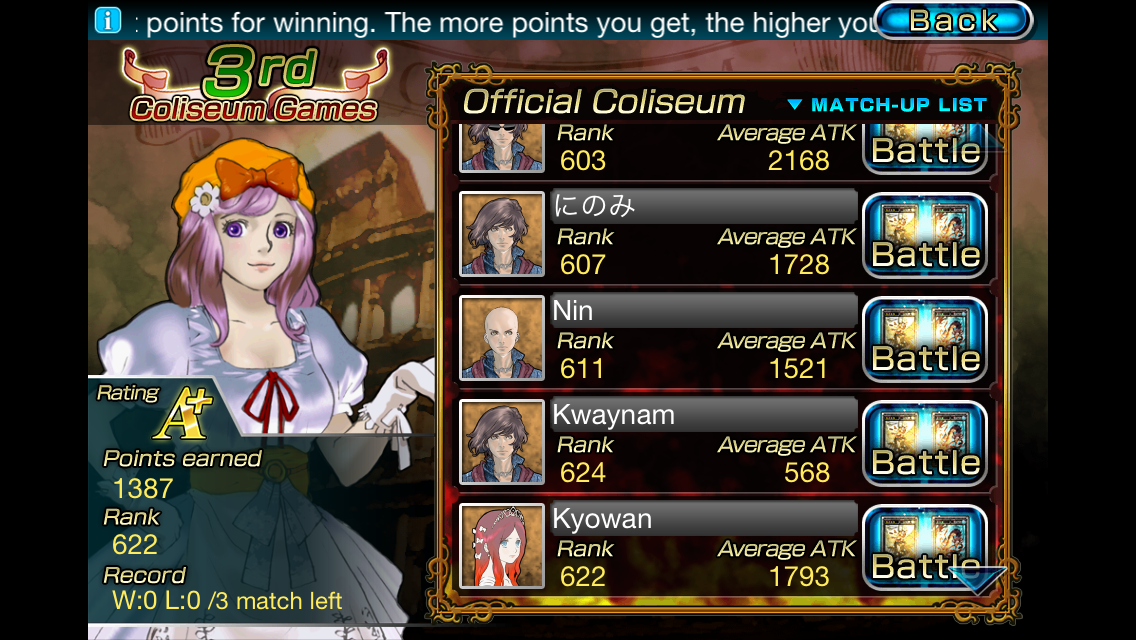 points for winning. The more points you get, the higher you
Back
3rd
Coliseum Games
Official Coliseum
▼ MATCH-UP LIST
Rank Average ATK
603 2168
Battle
にのみ
Rank Average ATK
607 1728
Battle
Nin
Rank Average ATK
611 1521
Battle
Kwaynam
Rank Average ATK
624 568
Battle
Kyowan
Rank Average ATK
622 1793
Battle
Rating A+
Points earned
1387
Rank
622
Record
W:0 L:0 /3 match left